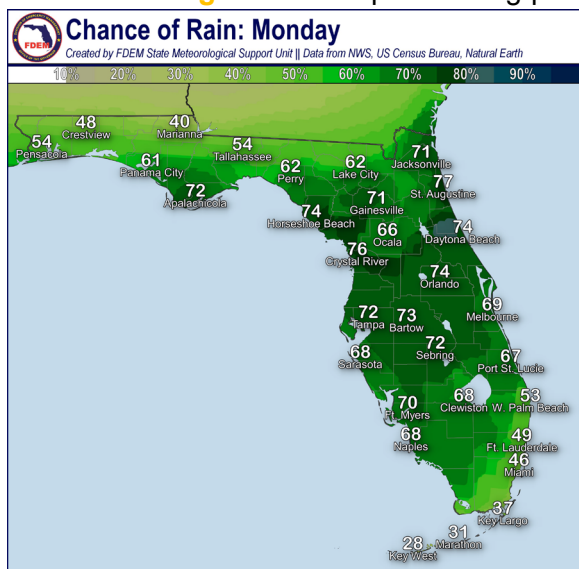 FDEM
Chance of Rain: Monday
Created by FDEM State Meteorological Support Unit || Data from NWS, US Census Bureau, Natural Earth
10% 20% 30% 40% 50% 60% 70% 80% 90%
48
Crestview
40
Marianna
54
Pensacola
54
Tallahassee
71
Jacksonville
61
Panama City
62
Perry
62
Lake City
77
St. Augustine
72
Apalachicola
71
Gainesville
74
Horseshoe Beach
66
Ocala
74
Daytona Beach
76
Crystal River
74
Orlando
69
Melbourne
72
Tampa
73
Bartow
72
Sebring
68
Sarasota
67
Port St. Lucie
70
Ft. Myers
68
Clewiston
53
W. Palm Beach
68
Naples
49
Ft. Lauderdale
46
Miami
37
Key Largo
31
Marathon
28
Key West